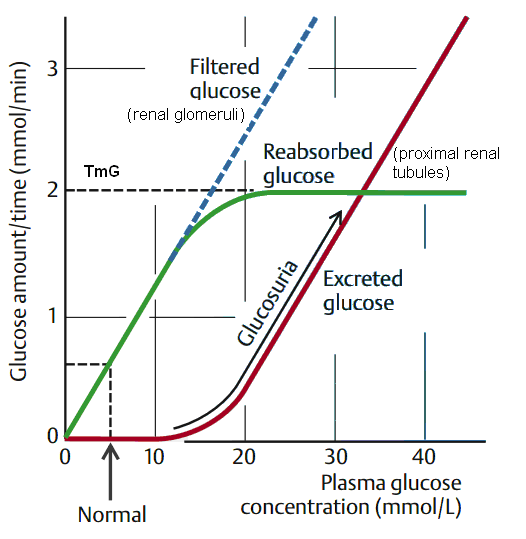 Glucose amount/time (mmol/min)
3
2
1
0
Filtered
glucose
(renal glomeruli)
TmG
Reabsorbed
glucose
(proximal renal
tubules)
Excreted
glucose
Glucosuria
0
10
20
30
40
Plasma glucose
concentration (mmol/L)
Normal